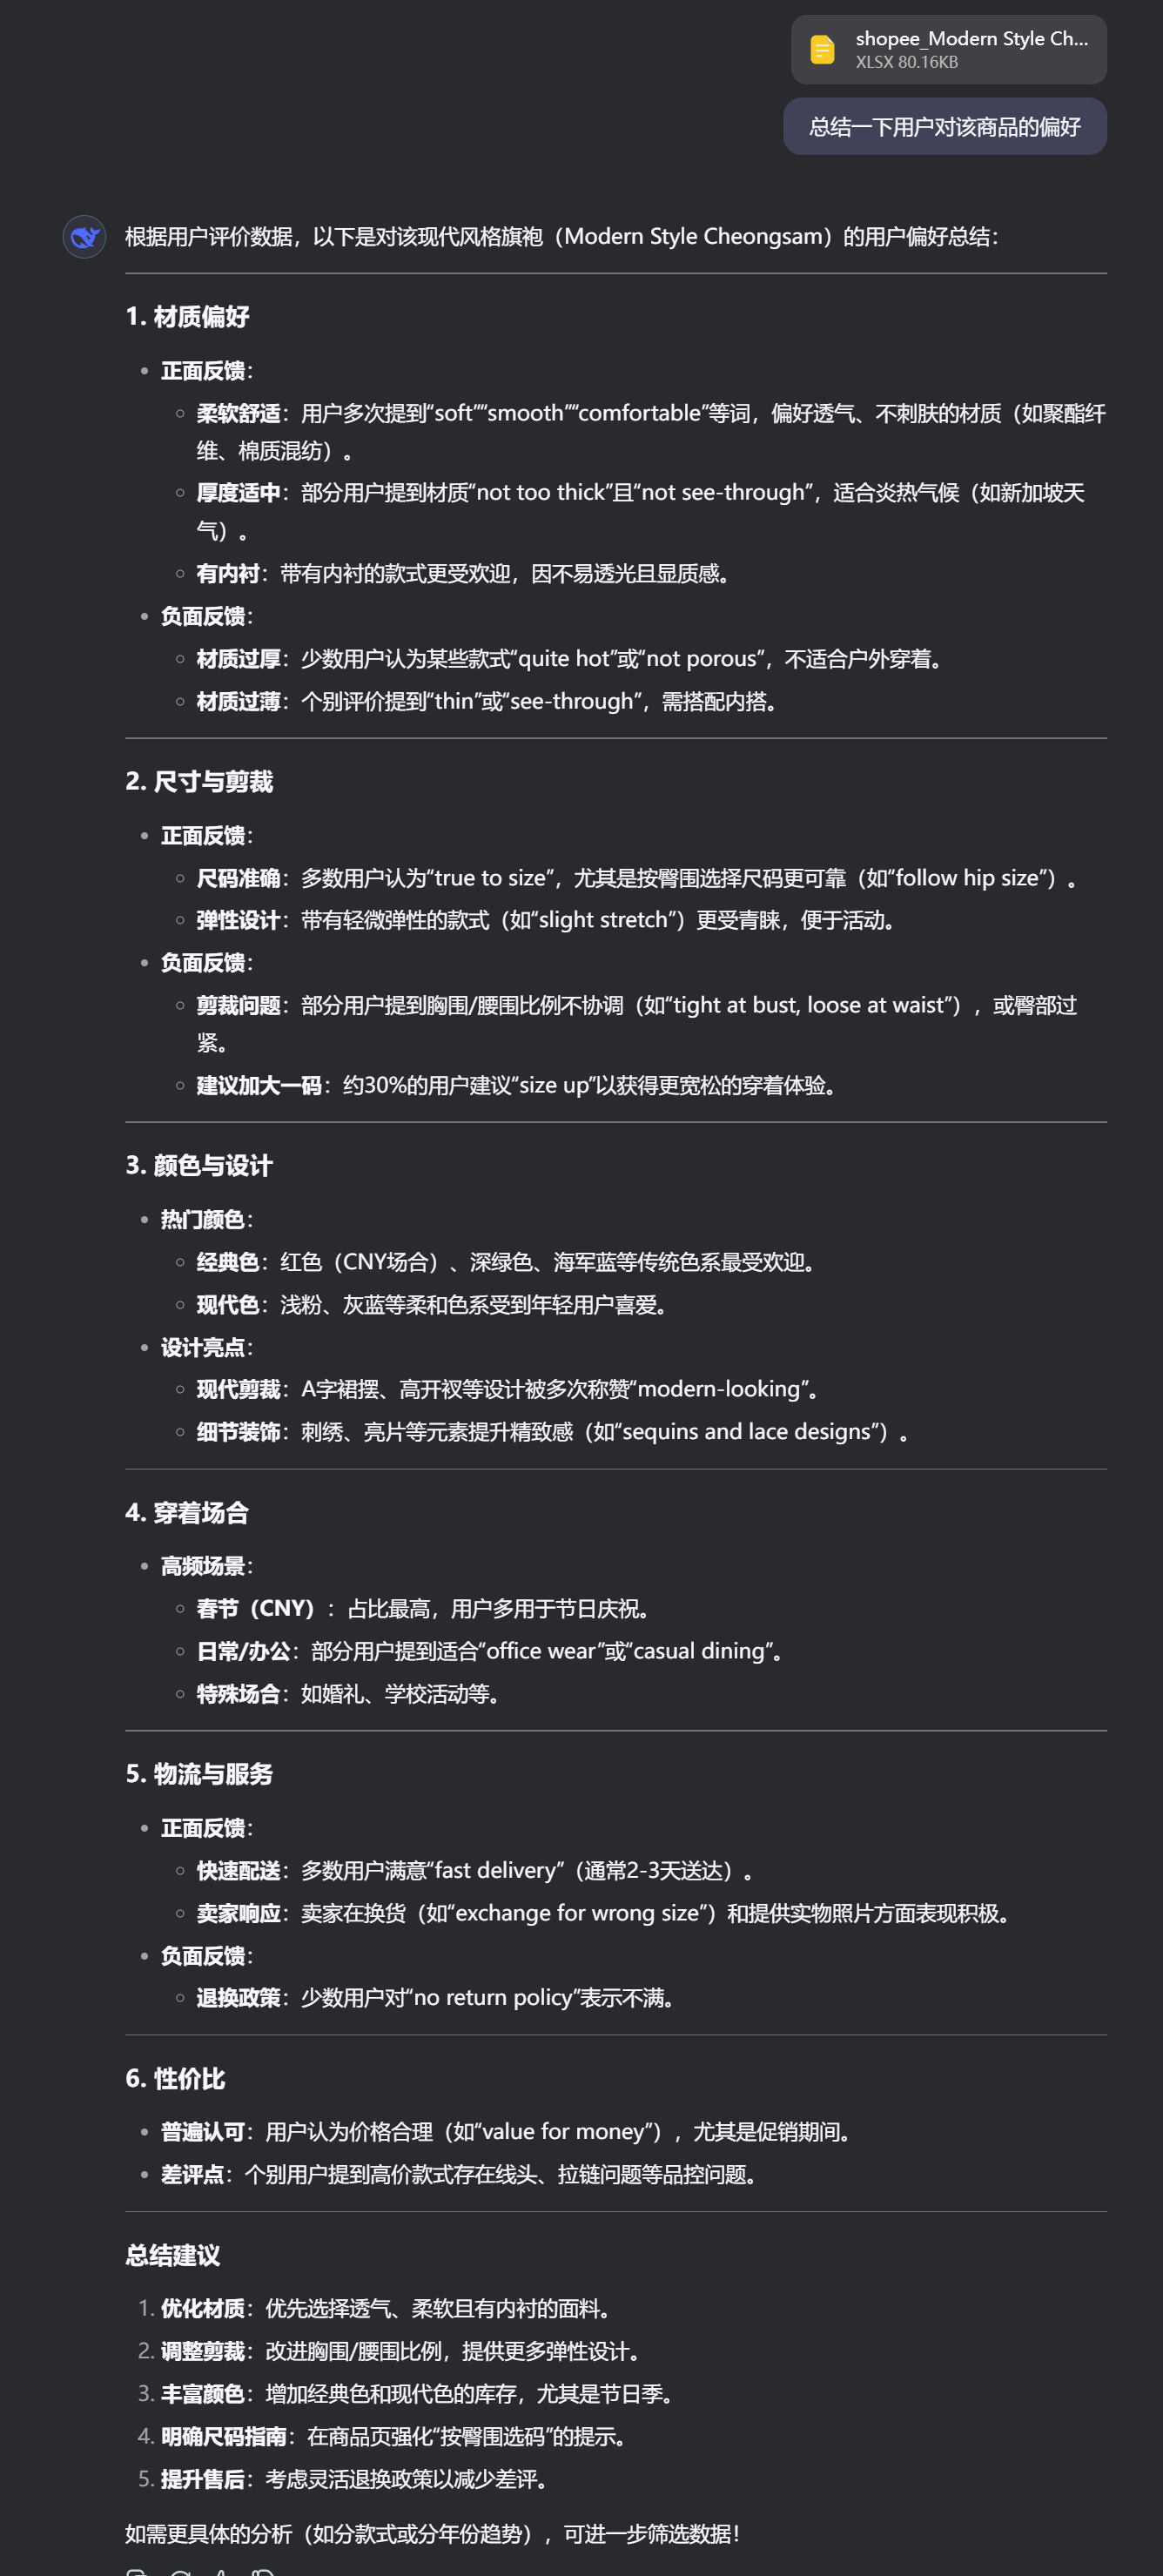 shopee_Modern Style Ch...
XLSX 80.16KB
总结一下用户对该商品的偏好
根据用户评价数据，以下是对该现代风格旗袍（Modern Style Cheongsam）的用户偏好总结：
1. 材质偏好
正面反馈：
柔软舒适：用户多次提到“soft”“smooth”“comfortable”等词，偏好透气、不刺肤的材质（如聚酯纤
维、棉质混纺）。
厚度适中：部分用户提到材质“not too thick”且“not see-through”，适合炎热气候（如新加坡天
气）。
有内衬：带有内衬的款式更受欢迎，因不易透光且显质感。
负面反馈：
材质过厚：少数用户认为某些款式“quite hot”或“not porous”，不适合户外穿着。
材质过薄：个别评价提到“thin”或“see-through”，需搭配内搭。
2. 尺寸与剪裁
正面反馈：
尺码准确：多数用户认为“true to size”，尤其是按臀围选择尺码更可靠（如“follow hip size”）。
弹性设计：带有轻微弹性的款式（如“slight stretch”）更受青睐，便于活动。
负面反馈：
剪裁问题：部分用户提到胸围/腰围比例不协调（如“tight at bust, loose at waist”），或臀部过
紧。
建议加大一码：约30%的用户建议“size up”以获得更宽松的穿着体验。
3. 颜色与设计
热门颜色：
经典色：红色（CNY场合）、深绿色、海军蓝等传统色系最受欢迎。
现代色：浅粉、灰蓝等柔和色系受到年轻用户喜爱。
设计亮点：
现代剪裁：A字裙摆、高开衩等设计被多次称赞“modern-looking”。
细节装饰：刺绣、亮片等元素提升精致感（如“sequins and lace designs”）。
4. 穿着场合
高频场景：
春节（CNY）：占比最高，用户多用于节日庆祝。
日常/办公：部分用户提到适合“office wear”或“casual dining”。
特殊场合：如婚礼、学校活动等。
5. 物流与服务
正面反馈：
快速配送：多数用户满意“fast delivery”（通常2-3天送达）。
卖家响应：卖家在换货（如“exchange for wrong size”）和提供实物照片方面表现积极。
负面反馈：
退换政策：少数用户对“no return policy”表示不满。
6. 性价比
普遍认可：用户认为价格合理（如“value for money”），尤其是促销期间。
差评点：个别用户提到高价款式存在线头、拉链问题等品控问题。
总结建议
1. 优化材质：优先选择透气、柔软且有内衬的面料。
2. 调整剪裁：改进胸围/腰围比例，提供更多弹性设计。
3. 丰富颜色：增加经典色和现代色的库存，尤其是节日季。
4. 明确尺码指南：在商品页强化“按臀围选码”的提示。
5. 提升售后：考虑灵活退换政策以减少差评。
如需更具体的分析（如分款式或分年份趋势），可进一步筛选数据！